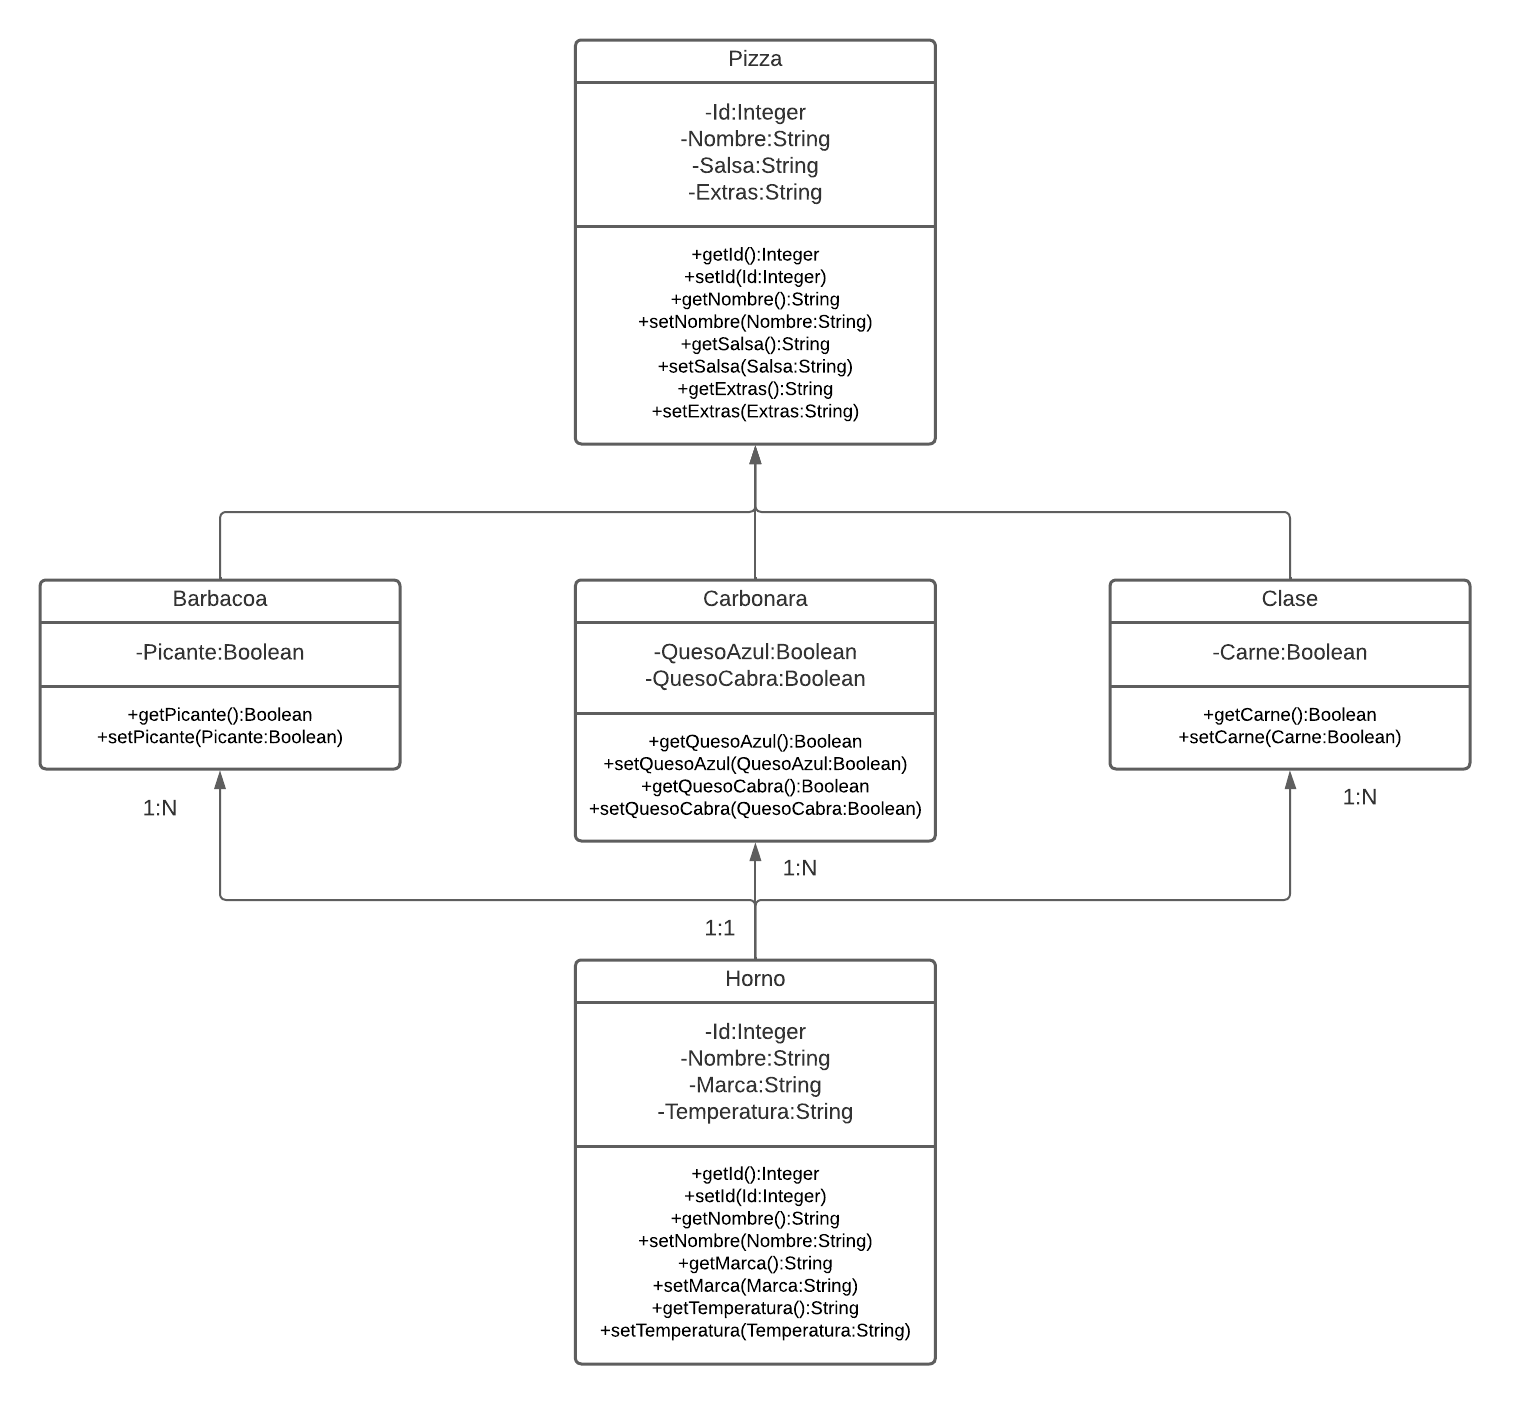 Pizza
-Id:Integer
-Nombre:String
-Salsa:String
-Extras:String
+getId():Integer
+setId(Id:Integer)
+getNombre():String
+setNombre(Nombre:String)
+getSalsa():String
+setSalsa(Salsa:String)
+getExtras():String
+setExtras(Extras:String)
Barbacoa
-Picante:Boolean
+getPicante():Boolean
+setPicante(Picante:Boolean)
1:N
Carbonara
-QuesoAzul:Boolean
-QuesoCabra:Boolean
+getQuesoAzul():Boolean
+setQuesoAzul(QuesoAzul:Boolean)
+getQuesoCabra():Boolean
+setQuesoCabra(QuesoCabra:Boolean)
1:N
Clase
-Carne:Boolean
+getCarne():Boolean
+setCarne(Carne:Boolean)
1:N
1:1
Horno
-Id:Integer
-Nombre:String
-Marca:String
-Temperatura:String
+getId():Integer
+setId(Id:Integer)
+getNombre():String
+setNombre(Nombre:String)
+getMarca():String
+setMarca(Marca:String)
+getTemperatura():String
+setTemperatura(Temperatura:String)